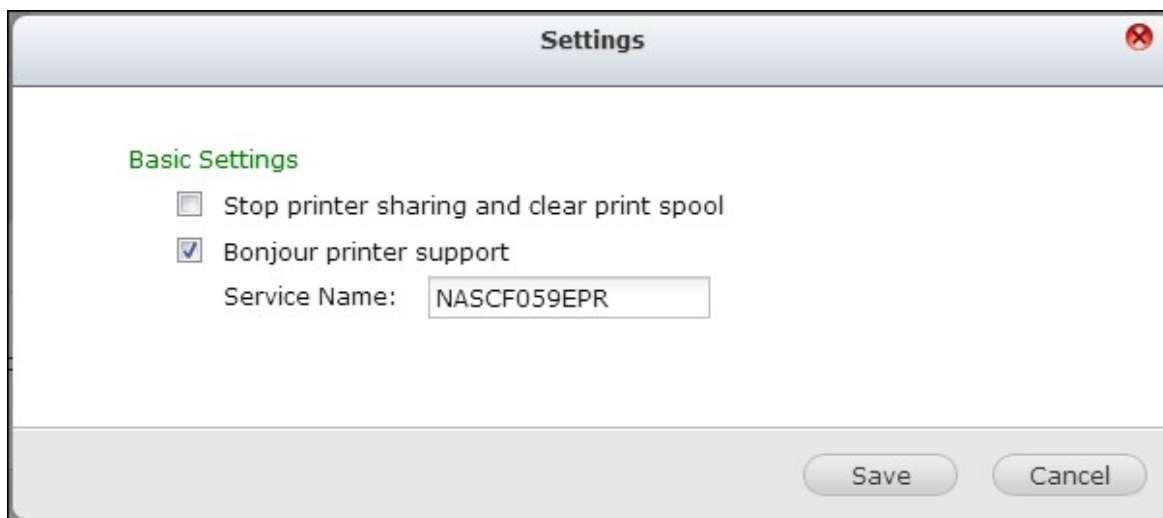 Settings
Basic Settings
Stop printer sharing and clear print spool
Bonjour printer support
Service Name: NASCF059EPR
Save Cancel